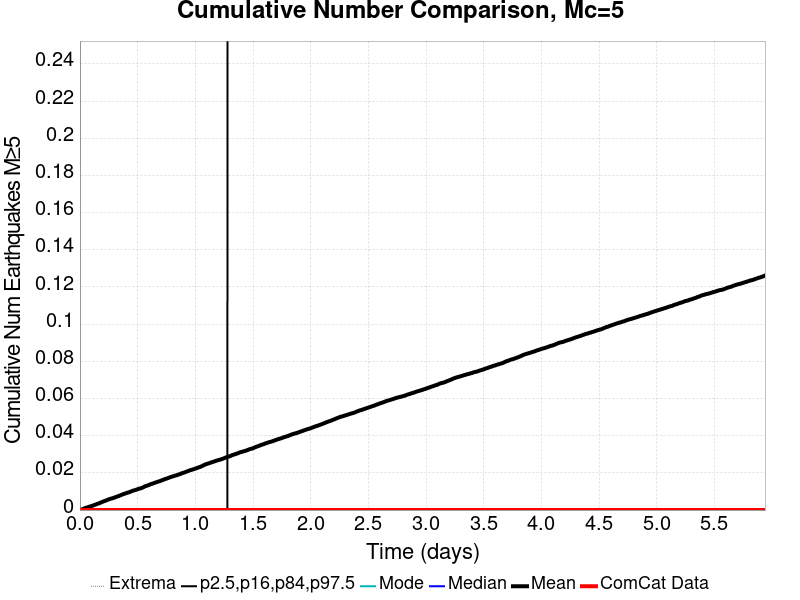 Cumulative Number Comparison, Mc=5
Cumulative Num Earthquakes M≥5
0.24
0.22
0.2
0.18
0.16
0.14
0.12
0.1
0.08
0.06
0.04
0.02
0
0.0 0.5 1.0 1.5 2.0 2.5 3.0 3.5 4.0 4.5 5.0 5.5
Time (days)
Extrema p2.5,p16,p84,p97.5 Mode Median Mean ComCat Data